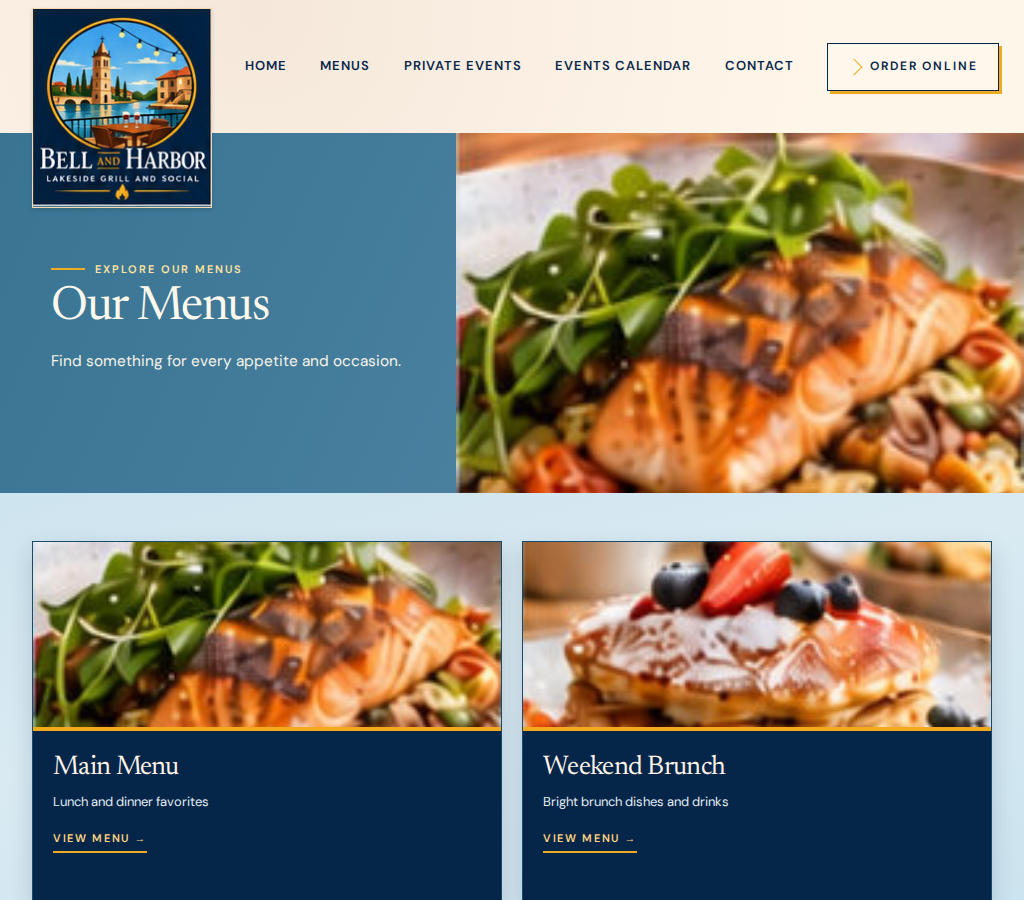 BELL AND HARBOR
LAKESIDE GRILL AND SOCIAL
HOME
MENUS
PRIVATE EVENTS
EVENTS CALENDAR
CONTACT
ORDER ONLINE
EXPLORE OUR MENUS
Our Menus
Find something for every appetite and occasion.
Main Menu
Lunch and dinner favorites
VIEW MENU →
Weekend Brunch
Bright brunch dishes and drinks
VIEW MENU →